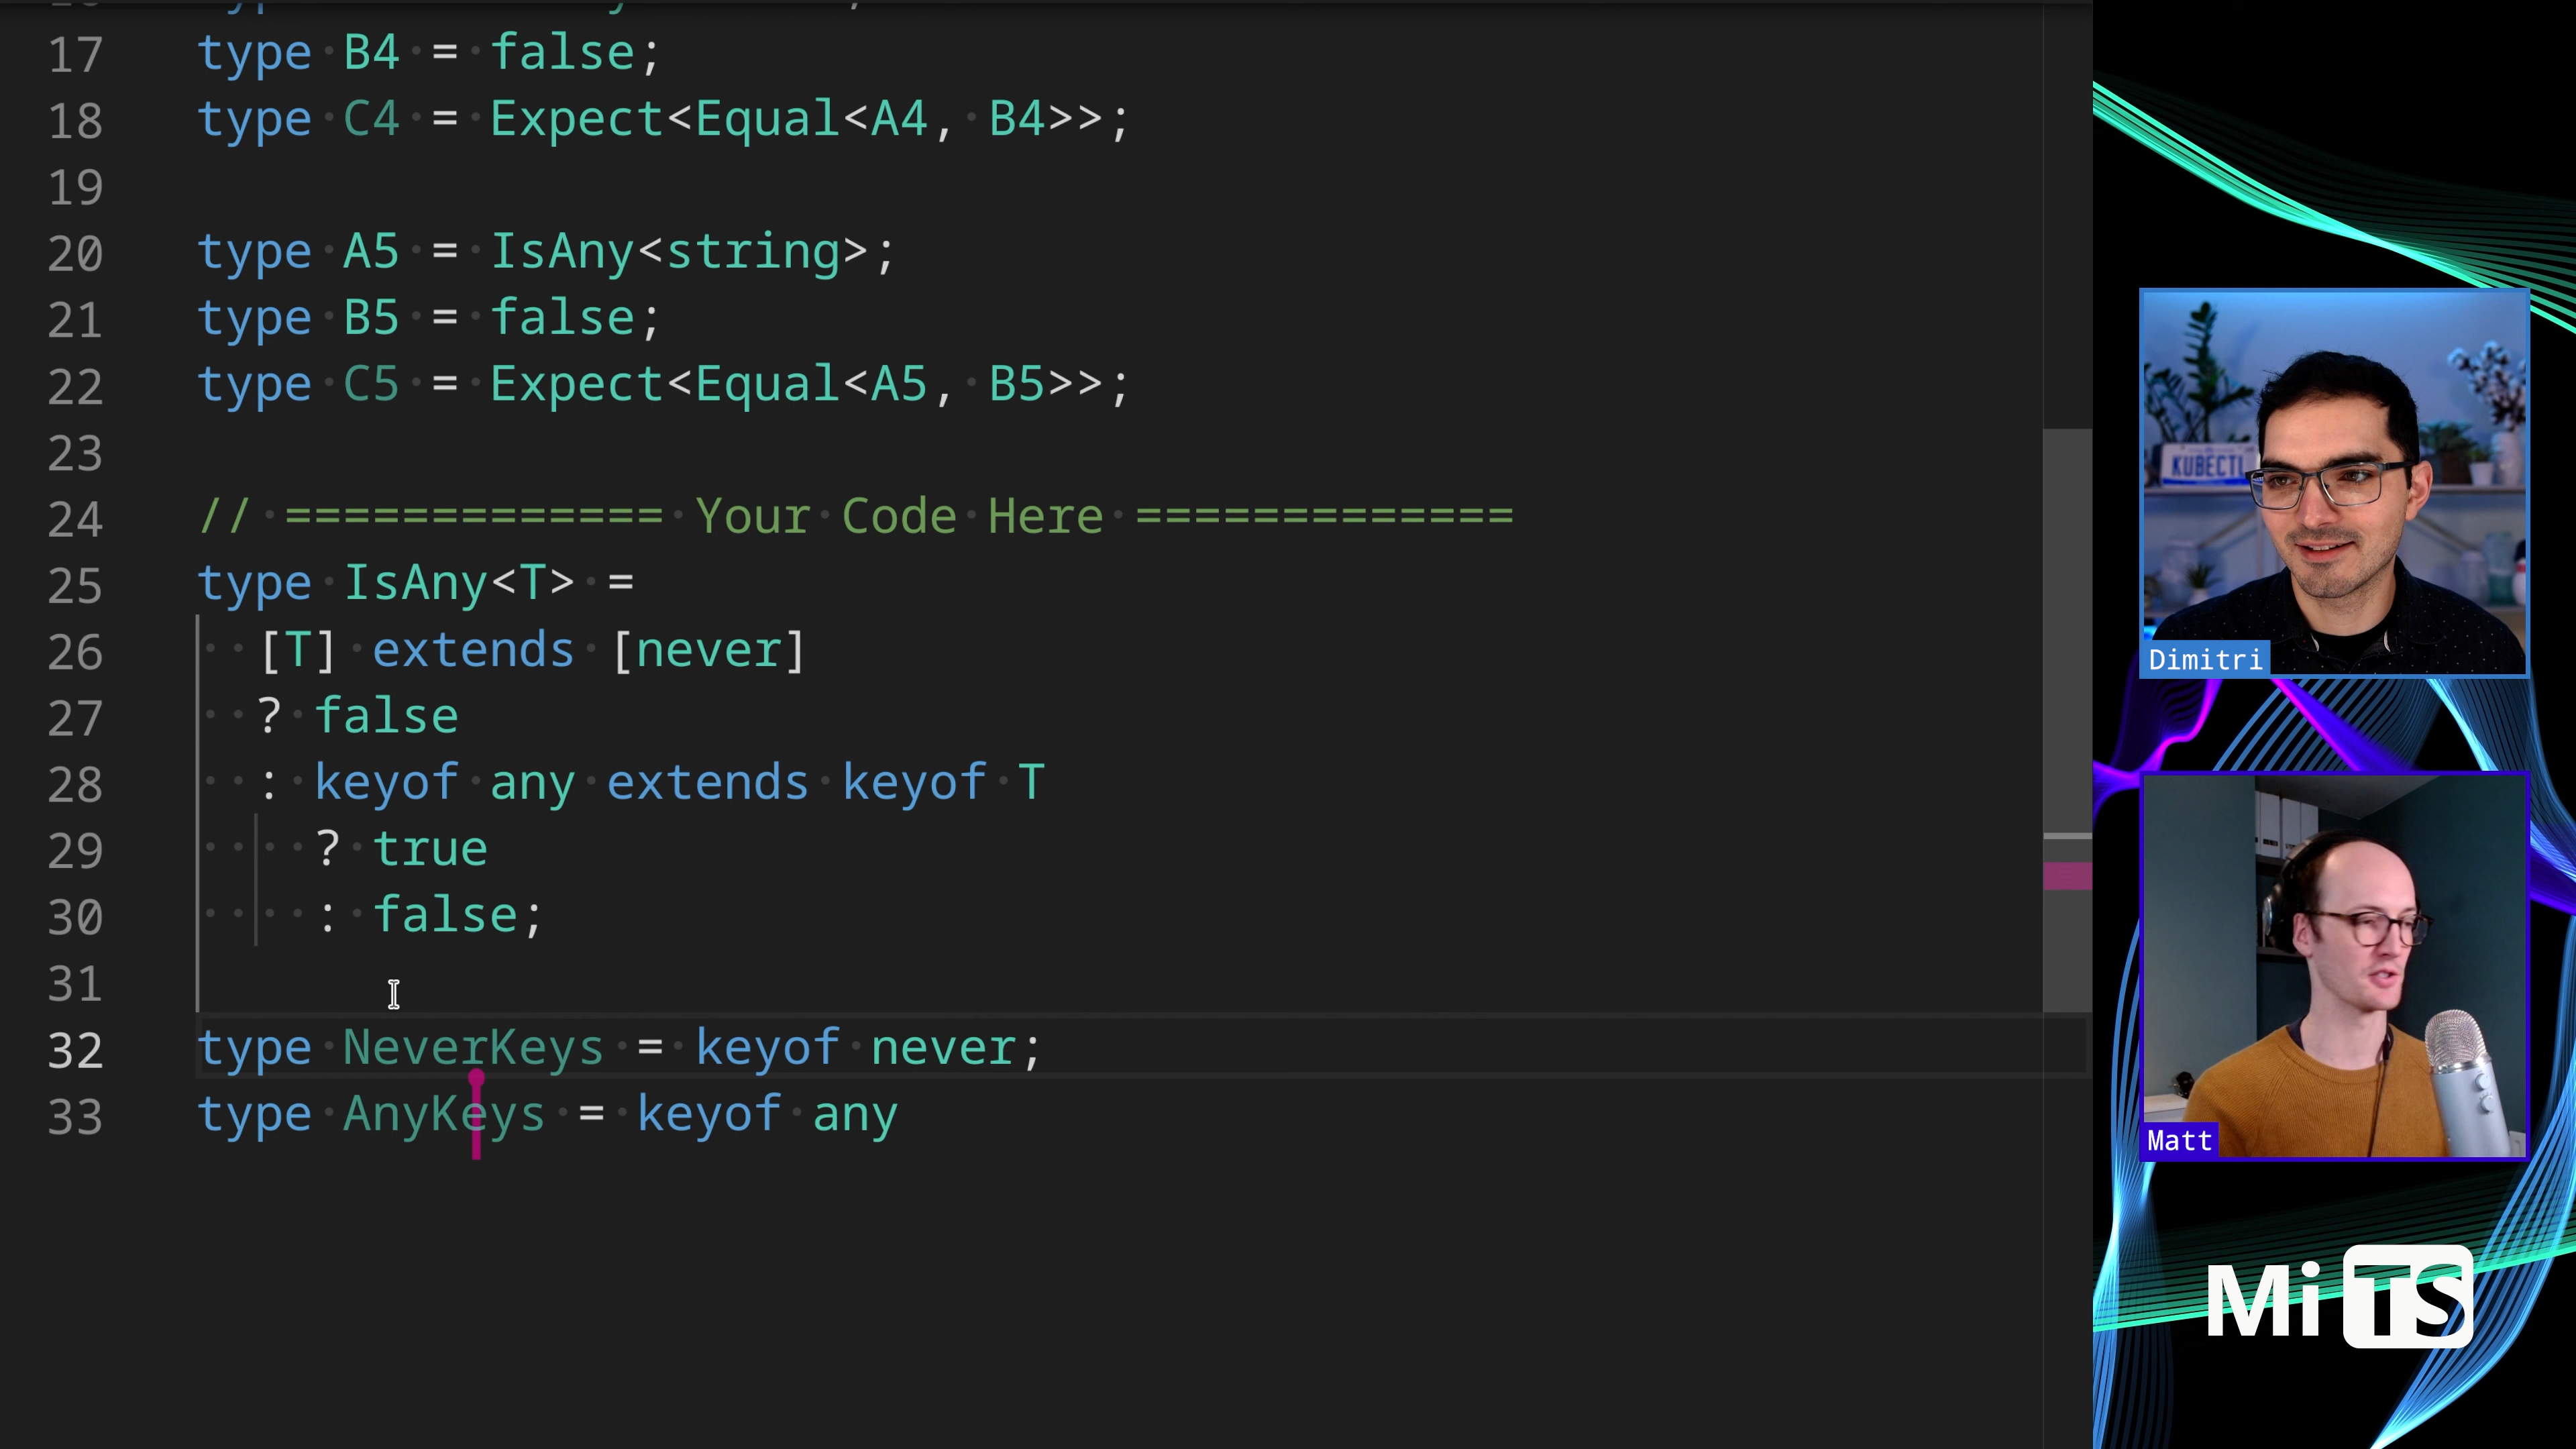 17 type B4 = false;
18 type C4 = Expect<Equal<A4, B4>>;
19
20 type A5 = IsAny<string>;
21 type B5 = false;
22 type C5 = Expect<Equal<A5, B5>>;
23
24 // ============= Your Code Here =============
25 type IsAny<T> =
26 [T] extends [never]
27 ? false
28 : keyof any extends keyof T
29 ? true
30 : false;
31
32 type NeverKeys = keyof never;
33 type AnyKeys = keyof any
KUBECTL
Dimitri
Matt
Mi TS